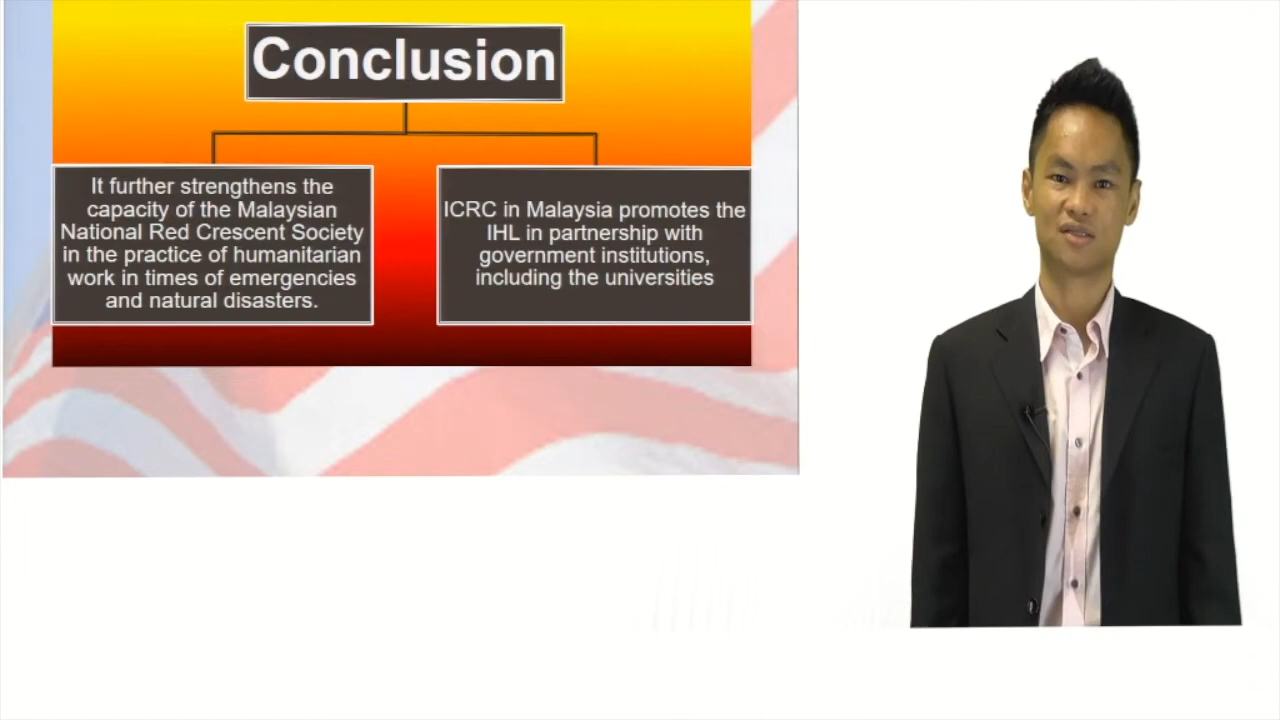 Conclusion
It further strengthens the
capacity of the Malaysian
National Red Crescent Society
in the practice of humanitarian
work in times of emergencies
and natural disasters.
ICRC in Malaysia promotes the
IHL in partnership with
government institutions,
including the universities